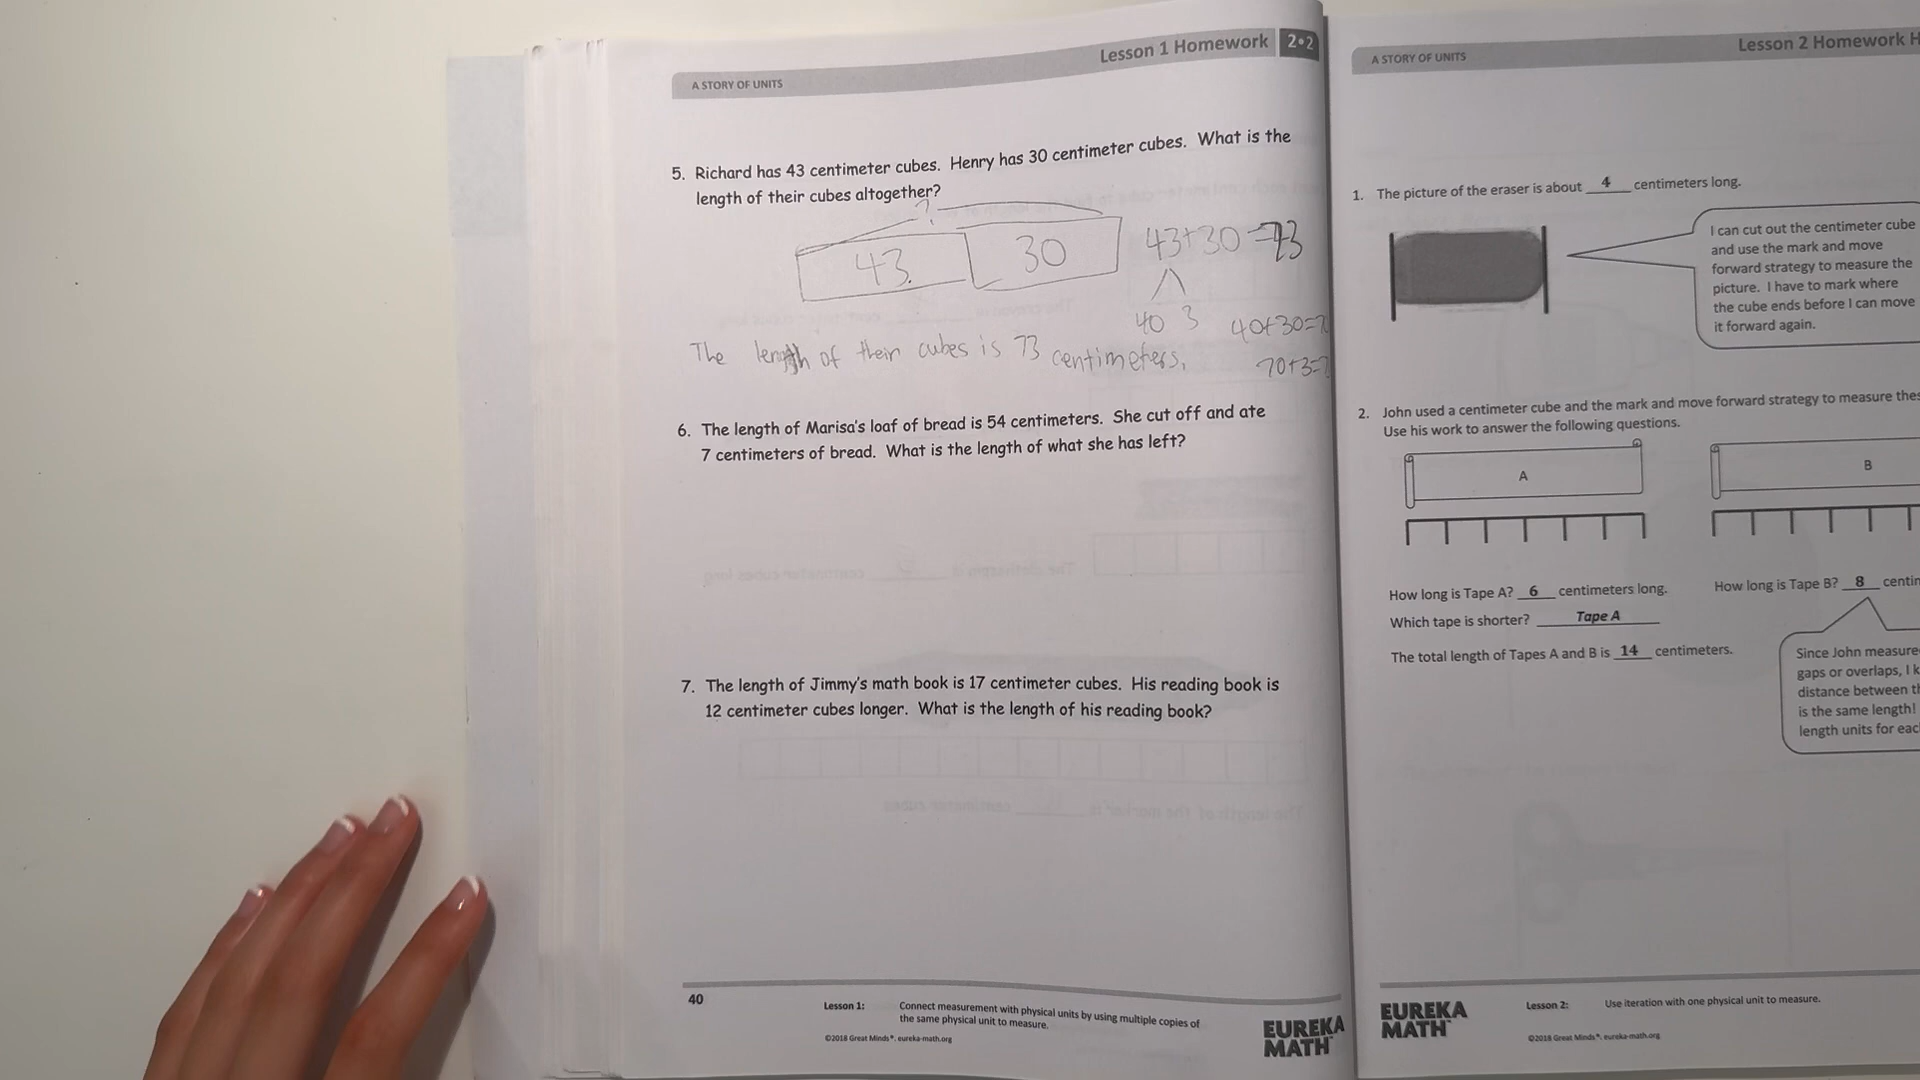 A STORY OF UNITS
Lesson 1 Homework 2•2
5. Richard has 43 centimeter cubes. Henry has 30 centimeter cubes. What is the
length of their cubes altogether?
?
43 30
43+30=73
40 3
40+30=7
70+3=7
The length of their cubes is 73 centimeters.
6. The length of Marisa's loaf of bread is 54 centimeters. She cut off and ate
7 centimeters of bread. What is the length of what she has left?
7. The length of Jimmy's math book is 17 centimeter cubes. His reading book is
12 centimeter cubes longer. What is the length of his reading book?
40
Lesson 1: Connect measurement with physical units by using multiple copies of
the same physical unit to measure.
©2018 Great Minds®. eureka-math.org
EUREKA
MATH™
A STORY OF UNITS
Lesson 2 Homework H
1. The picture of the eraser is about 4 centimeters long.
I can cut out the centimeter cube
and use the mark and move
forward strategy to measure the
picture. I have to mark where
the cube ends before I can move
it forward again.
2. John used a centimeter cube and the mark and move forward strategy to measure thes
Use his work to answer the following questions.
A
B
How long is Tape A? 6 centimeters long.
How long is Tape B? 8 centin
Which tape is shorter? Tape A
The total length of Tapes A and B is 14 centimeters.
Since John measure
gaps or overlaps, I k
distance between th
is the same length!
length units for eac
EUREKA
MATH™
Lesson 2: Use iteration with one physical unit to measure.
©2018 Great Minds®. eureka-math.org